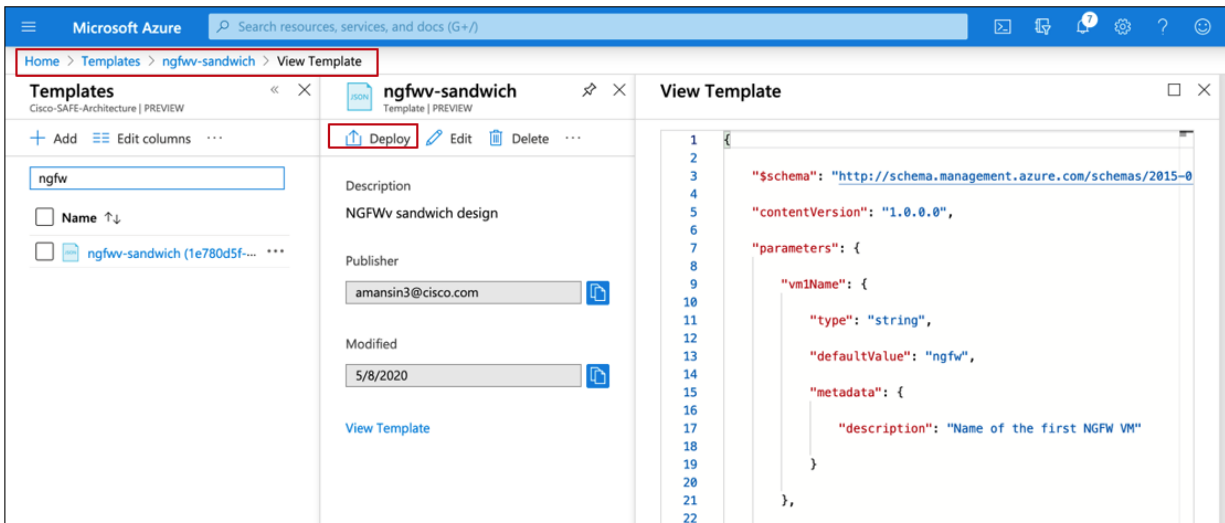 Microsoft Azure
Search resources, services, and docs (G+/)
7
Home > Templates > ngfwv-sandwich > View Template
Templates
Cisco-SAFE-Architecture | PREVIEW
Add Edit columns ...
ngfw
Name ↑↓
ngfwv-sandwich (1e780d5f-... ...
JSON
ngfwv-sandwich
Template | PREVIEW
Deploy Edit Delete ...
Description
NGFWv sandwich design
Publisher
amansin3@cisco.com
Modified
5/8/2020
View Template
View Template
1 {
2
3 "$schema": "http://schema.management.azure.com/schemas/2015-0
4
5 "contentVersion": "1.0.0.0",
6
7 "parameters": {
8
9 "vm1Name": {
10
11 "type": "string",
12
13 "defaultValue": "ngfw",
14
15 "metadata": {
16
17 "description": "Name of the first NGFW VM"
18
19 }
20
21 },
22